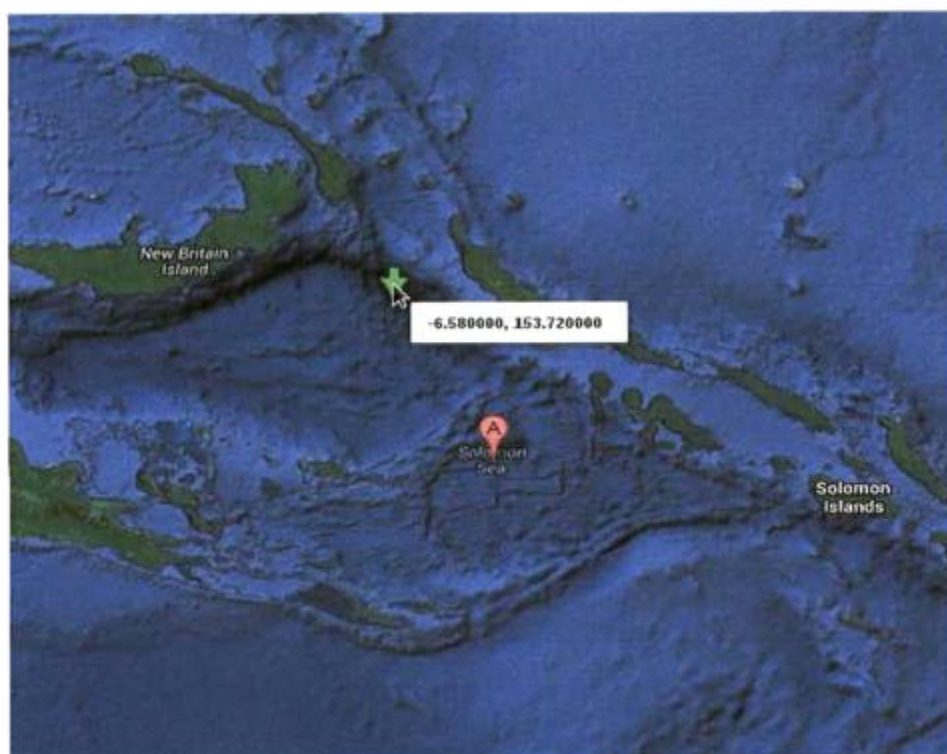 New Britain
Island
-6.580000, 153.720000
A
Solomon
Sea
Solomon
Islands